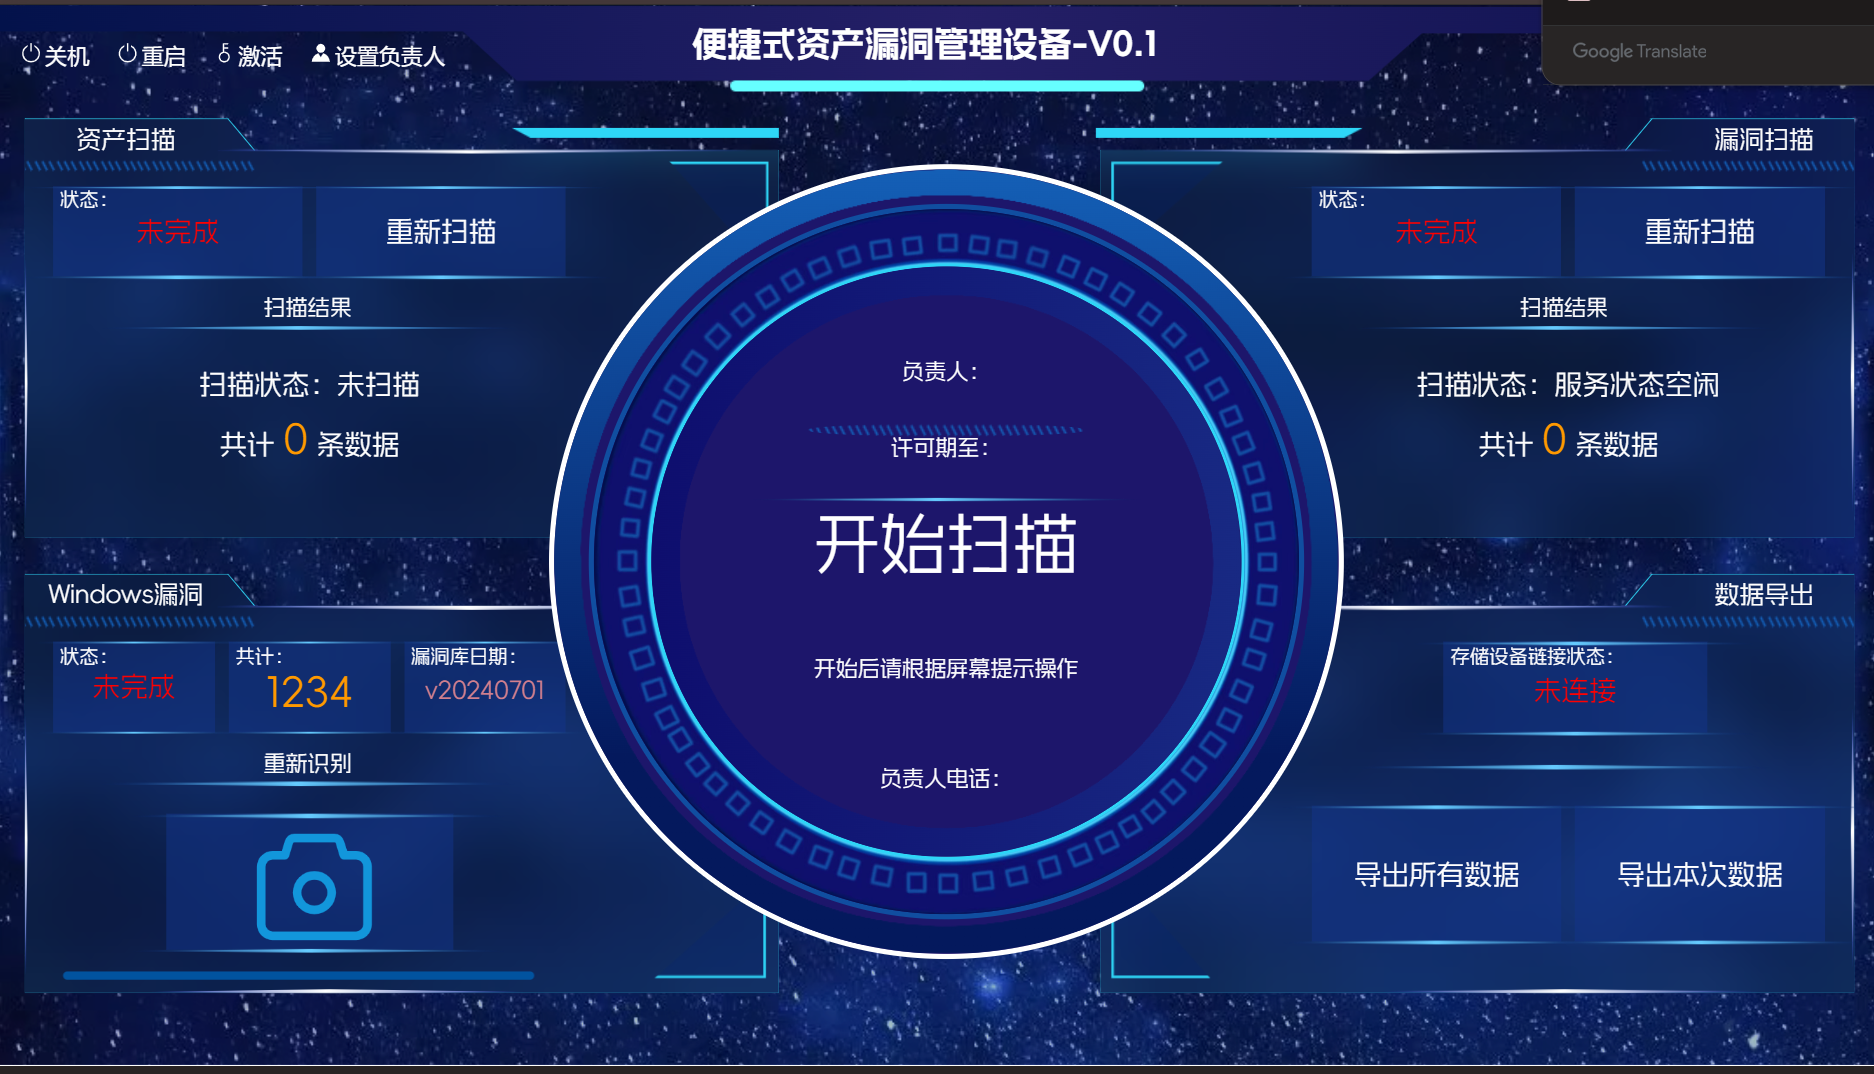 关机 重启 激活 设置负责人
便捷式资产漏洞管理设备-V0.1
Google Translate
资产扫描
状态：
未完成
重新扫描
扫描结果
扫描状态：未扫描
共计 0 条数据
漏洞扫描
状态：
未完成
重新扫描
扫描结果
扫描状态：服务状态空闲
共计 0 条数据
负责人：
许可期至：
开始扫描
开始后请根据屏幕提示操作
负责人电话：
Windows漏洞
状态：
未完成
共计：
1234
漏洞库日期：
v20240701
重新识别
数据导出
存储设备链接状态：
未连接
导出所有数据
导出本次数据